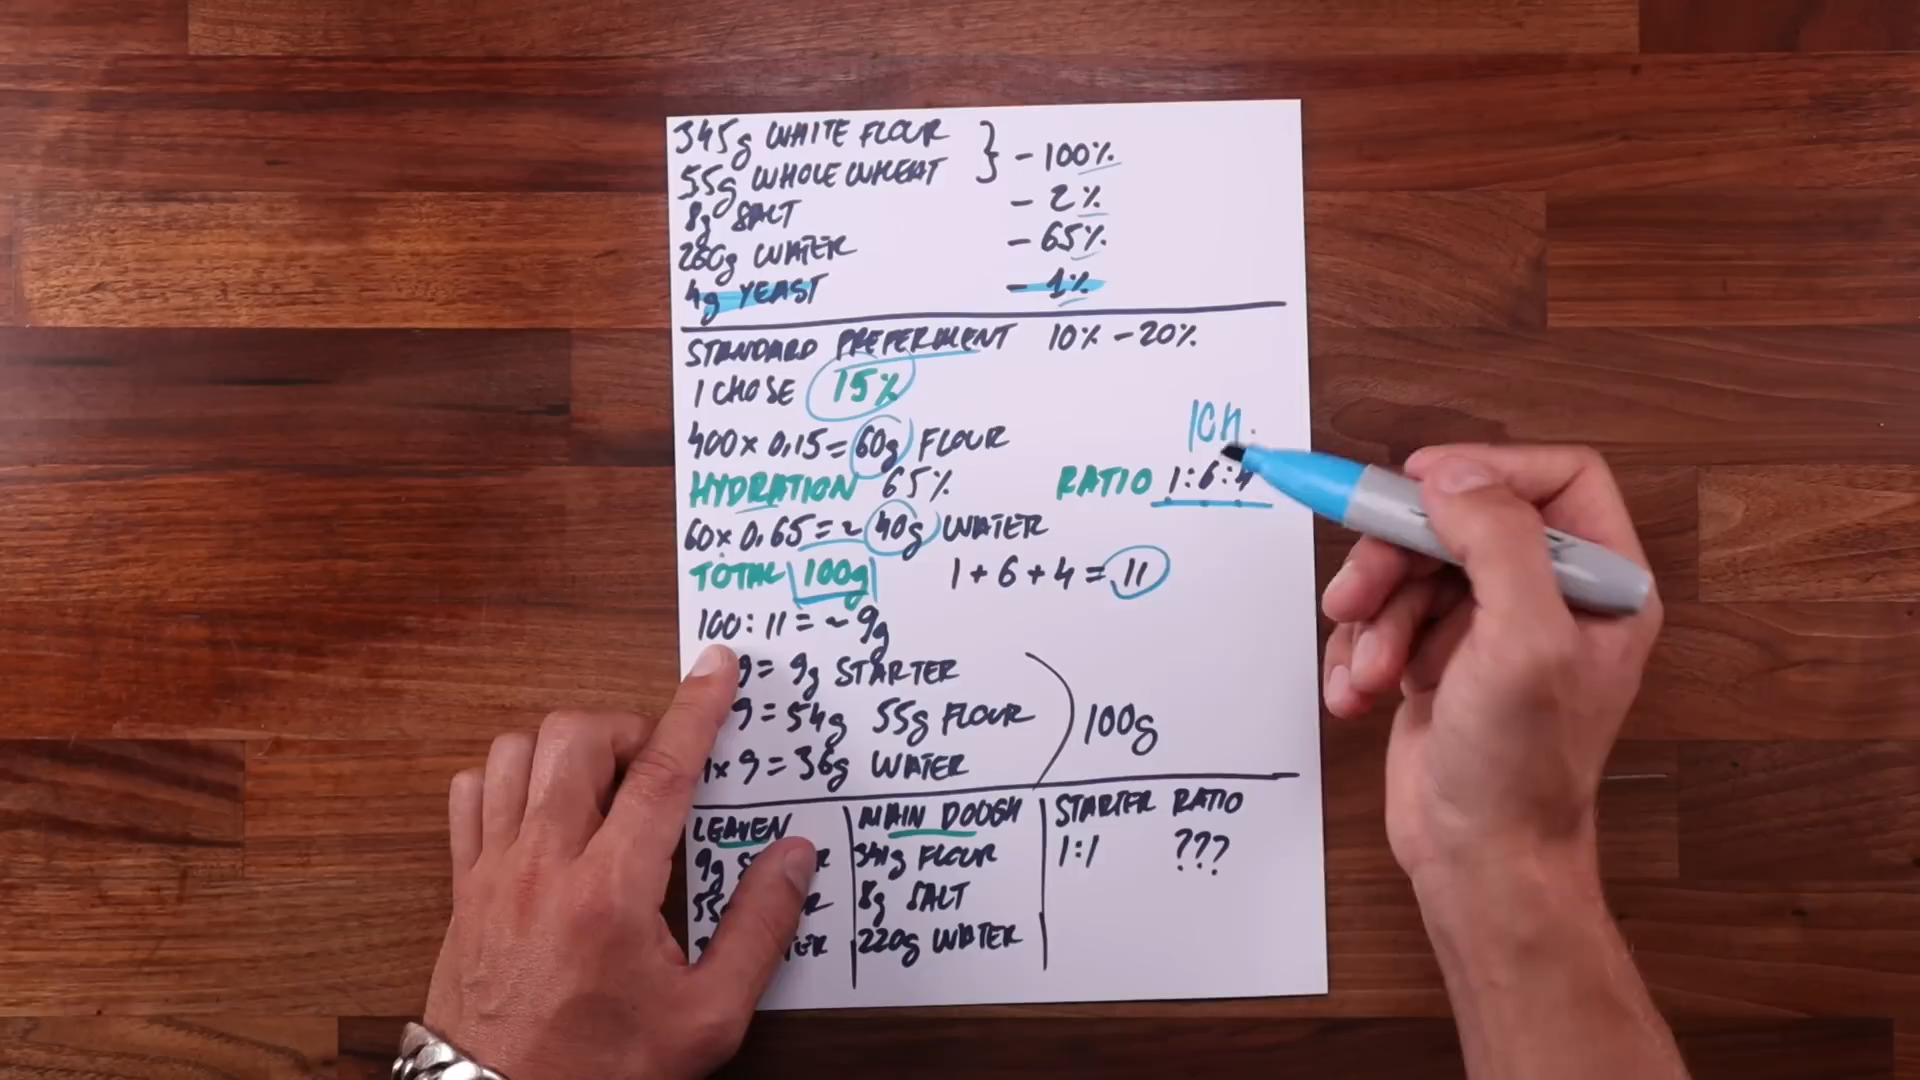 345g WHITE FLOUR
55g WHOLE WHEAT
} - 100%
8g SALT - 2%
260g WATER - 65%
4g YEAST - 1%
STANDARD PREFERMENT 10% - 20%
I CHOSE 15%
400 x 0,15 = 60g FLOUR
HYDRATION 65%
RATIO 1:6:4
60 x 0,65 = ~ 40g WATER
TOTAL 100g
1 + 6 + 4 = 11
100 : 11 = ~ 9g
9 = 9g STARTER
9 = 54g 55g FLOUR
x 9 = 36g WATER
100g
LEAVEN
9g
55g
MAIN DOUGH
341g FLOUR
8g SALT
220g WATER
STARTER RATIO
1:1 ???